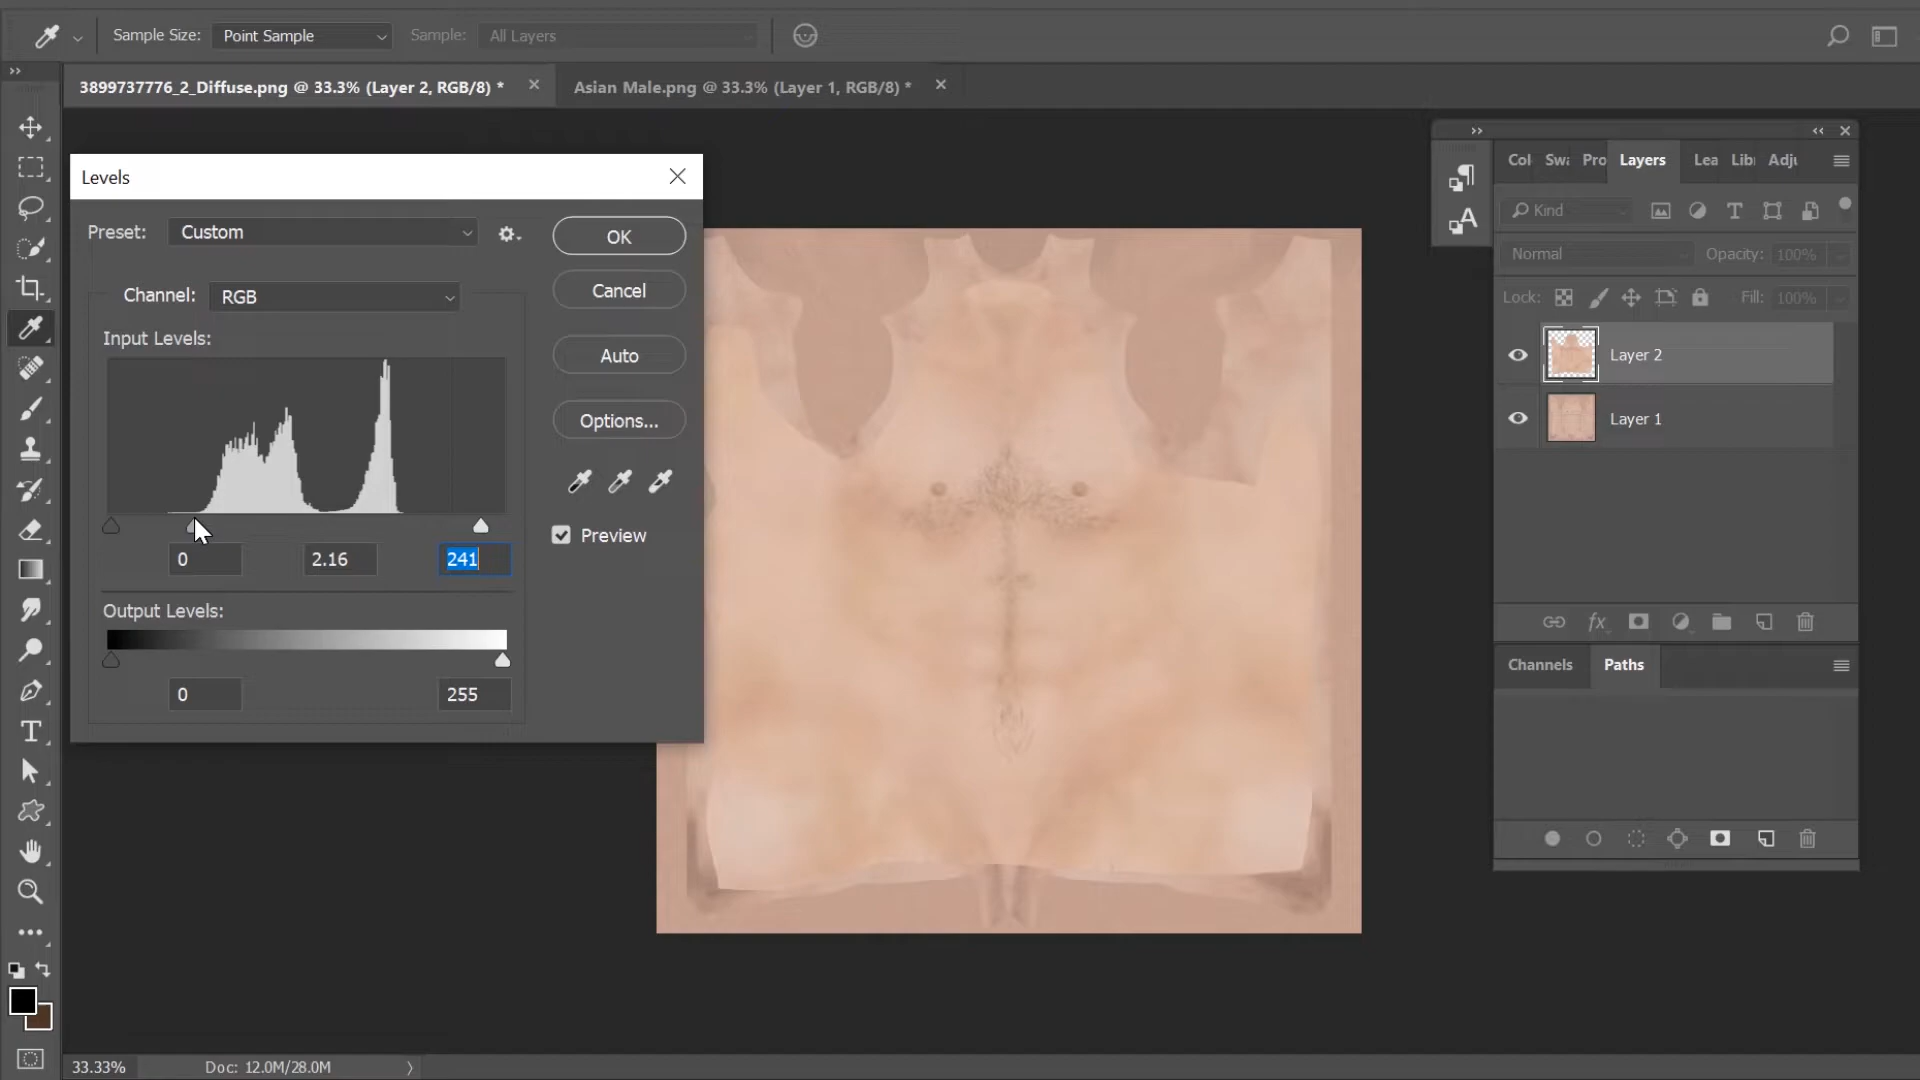 Sample Size: Point Sample Sample: All Layers
3899737776_2_Diffuse.png @ 33.3% (Layer 2, RGB/8) *
Asian Male.png @ 33.3% (Layer 1, RGB/8) *
Levels
Preset: Custom
OK
Cancel
Channel: RGB
Input Levels:
Auto
Options...
Preview
0 2.16 241
Output Levels:
0 255
Col Swa Pro Layers Lea Libr Adju
Kind
Normal Opacity: 100%
Lock: Fill: 100%
Layer 2
Layer 1
fx
Channels Paths
33.33% Doc: 12.0M/28.0M